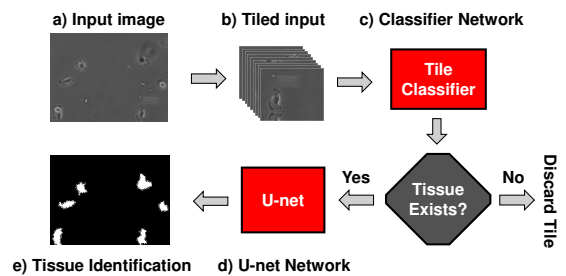 a) Input image
b) Tiled input
c) Classifier Network
Tile
Classifier
Tissue
Exists?
Yes
No
Discard Tile
U-net
e) Tissue Identification
d) U-net Network